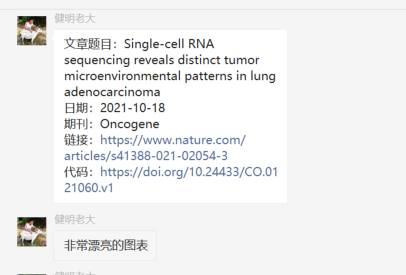 健明老大
文章题目：Single-cell RNA
sequencing reveals distinct tumor
microenvironmental patterns in lung
adenocarcinoma
日期：2021-10-18
期刊：Oncogene
链接：https://www.nature.com/
articles/s41388-021-02054-3
代码：https://doi.org/10.24433/CO.01
21060.v1
健明老大
非常漂亮的图表
健明老大